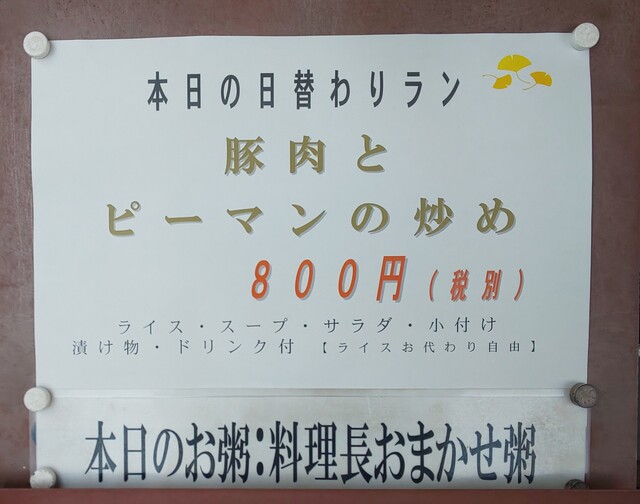 本日の日替わりラン
豚肉と
ピーマンの炒め
８００円（税別）
ライス・スープ・サラダ・小付け
漬け物・ドリンク付【ライスお代わり自由】
本日のお粥：料理長おまかせ粥